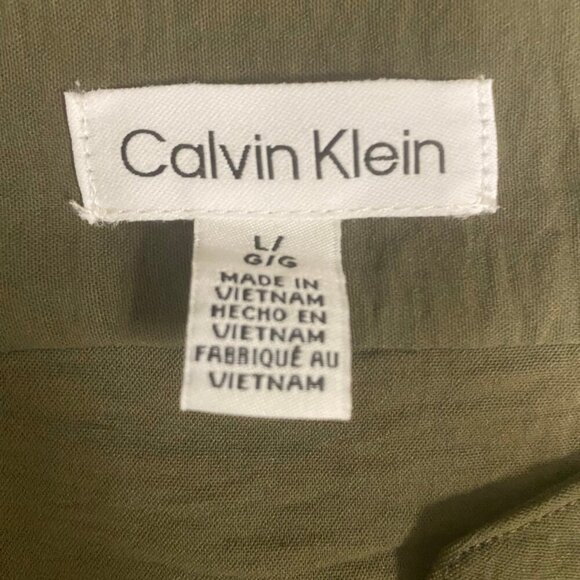 Calvin Klein
L/
G/G
MADE IN
VIETNAM
HECHO EN
VIETNAM
FABRIQUÉ AU
VIETNAM